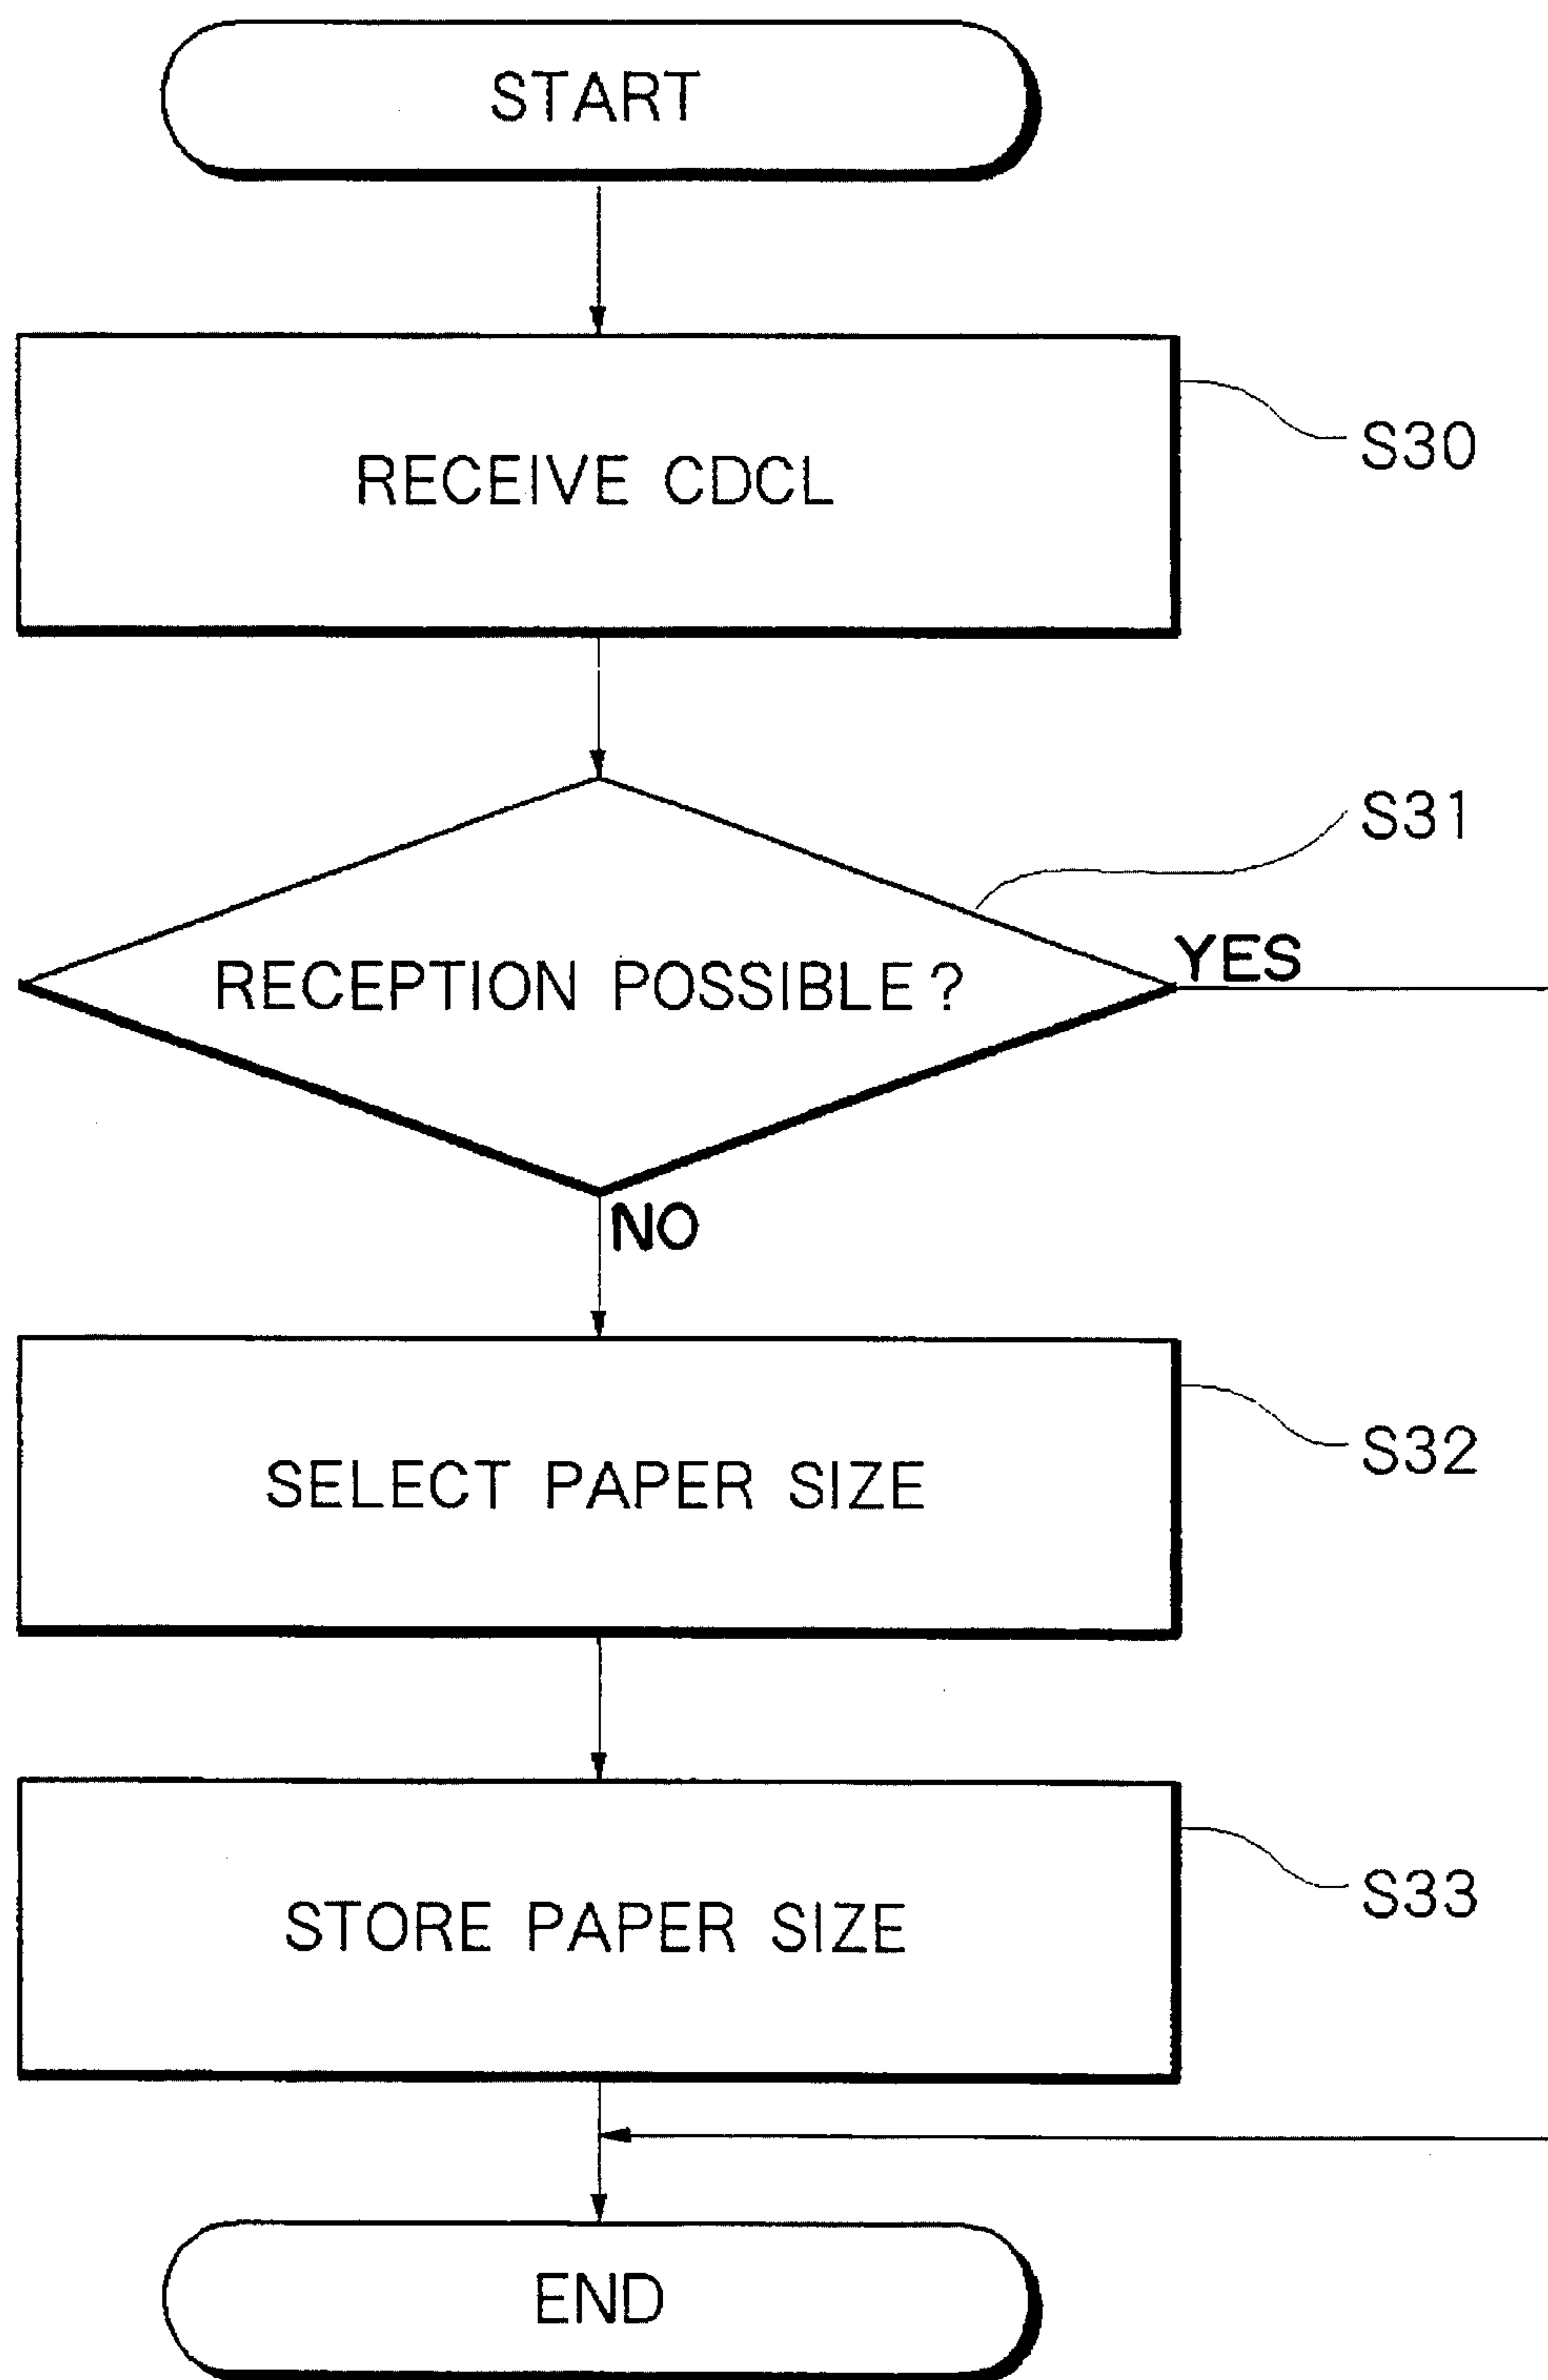 START
RECEIVE CDCL
S30
S31
RECEPTION POSSIBLE?
YES
NO
SELECT PAPER SIZE
S32
STORE PAPER SIZE
S33
END